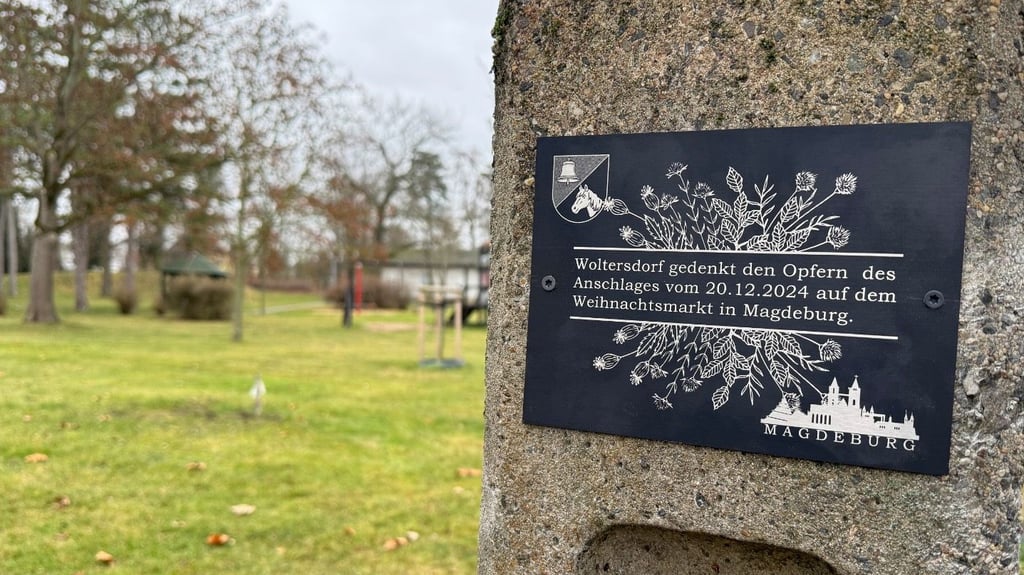 Woltersdorf gedenkt den Opfern des
Anschlages vom 20.12.2024 auf dem
Weihnachtsmarkt in Magdeburg.
MAGDEBURG